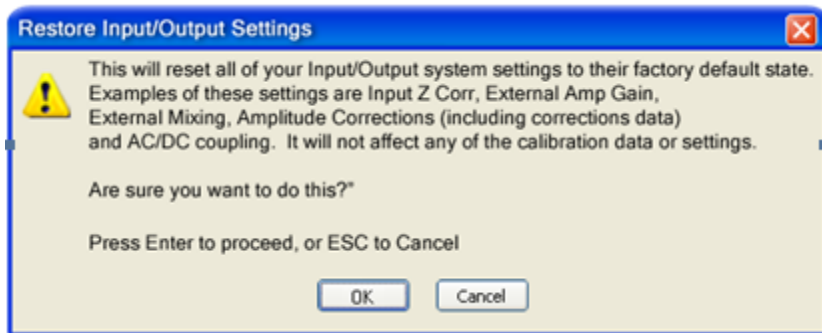 Restore Input/Output Settings
This will reset all of your Input/Output system settings to their factory default state.
Examples of these settings are Input Z Corr, External Amp Gain,
External Mixing, Amplitude Corrections (including corrections data)
and AC/DC coupling.  It will not affect any of the calibration data or settings.
Are sure you want to do this?"
Press Enter to proceed, or ESC to Cancel
OK
Cancel